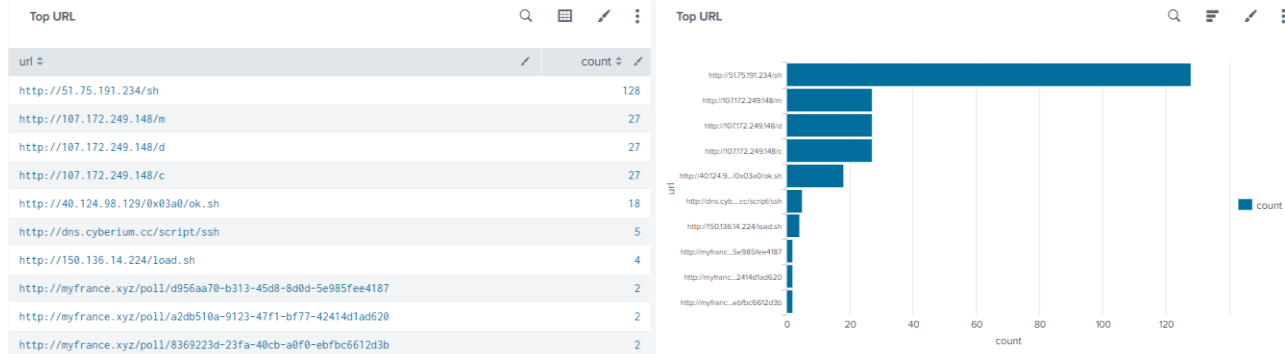 Top URL
url count
http://51.75.191.234/sh 128
http://107.172.249.148/m 27
http://107.172.249.148/d 27
http://107.172.249.148/c 27
http://40.124.98.129/0x03a0/ok.sh 18
http://dns.cyberium.cc/script/ssh 5
http://150.136.14.224/load.sh 4
http://myfrance.xyz/poll/d956aa70-b313-45d8-8d0d-5e985fee4187 2
http://myfrance.xyz/poll/a2db510a-9123-47f1-bf77-42414d1ad620 2
http://myfrance.xyz/poll/8369223d-23fa-40cb-a0f0-ebfbc6612d3b 2
Top URL
url
http://51.75.191.234/sh
http://107.172.249.148/m
http://107.172.249.148/d
http://107.172.249.148/c
http://40.124.9.../0x03a0/ok.sh
http://dns.cyb...cc/script/ssh
http://150.136.14.224/load.sh
http://myfranc...5e985fee4187
http://myfranc...2414d1ad620
http://myfranc...ebfbc6612d3b
0 20 40 60 80 100 120
count
count